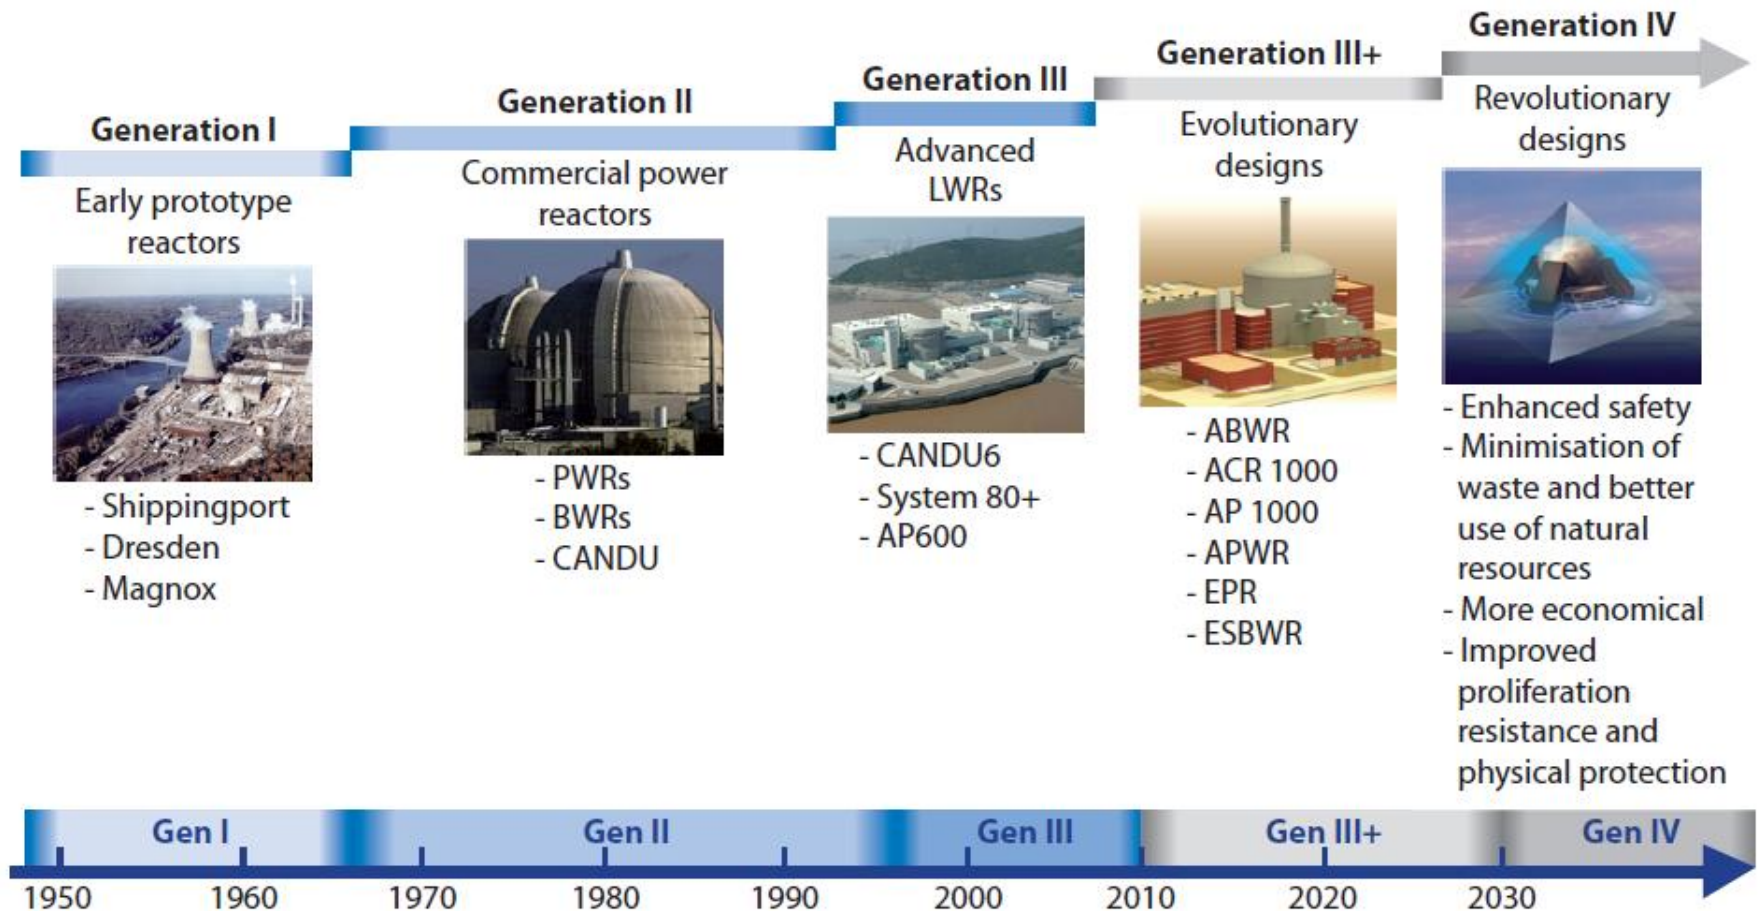 Generation I
Early prototype
reactors
- Shippingport
- Dresden
- Magnox
Generation II
Commercial power
reactors
- PWRs
- BWRs
- CANDU
Generation III
Advanced
LWRs
- CANDU6
- System 80+
- AP600
Generation III+
Evolutionary
designs
- ABWR
- ACR 1000
- AP 1000
- APWR
- EPR
- ESBWR
Generation IV
Revolutionary
designs
- Enhanced safety
- Minimisation of
waste and better
use of natural
resources
- More economical
- Improved
proliferation
resistance and
physical protection
Gen I Gen II Gen III Gen III+ Gen IV
1950 1960 1970 1980 1990 2000 2010 2020 2030